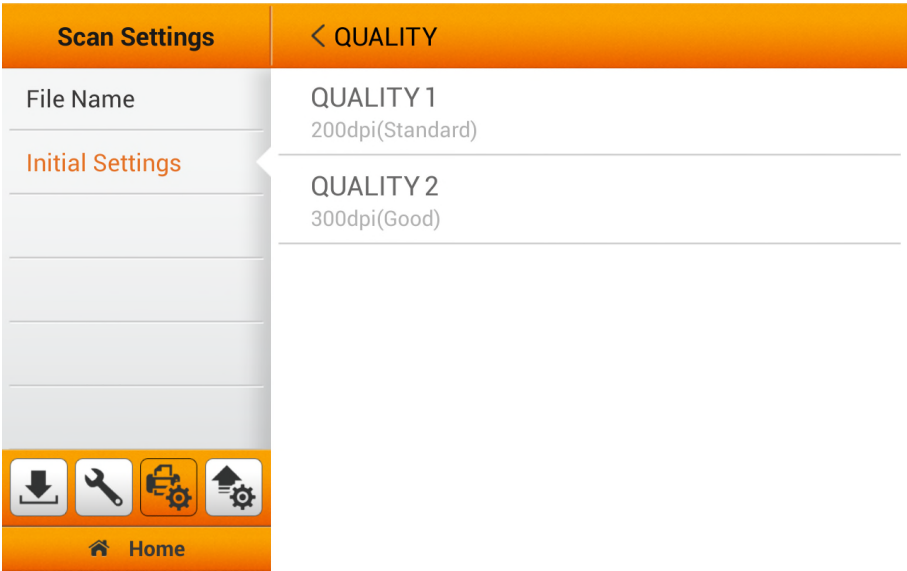 Scan Settings
File Name
Initial Settings
Home
QUALITY
QUALITY 1
200dpi(Standard)
QUALITY 2
300dpi(Good)